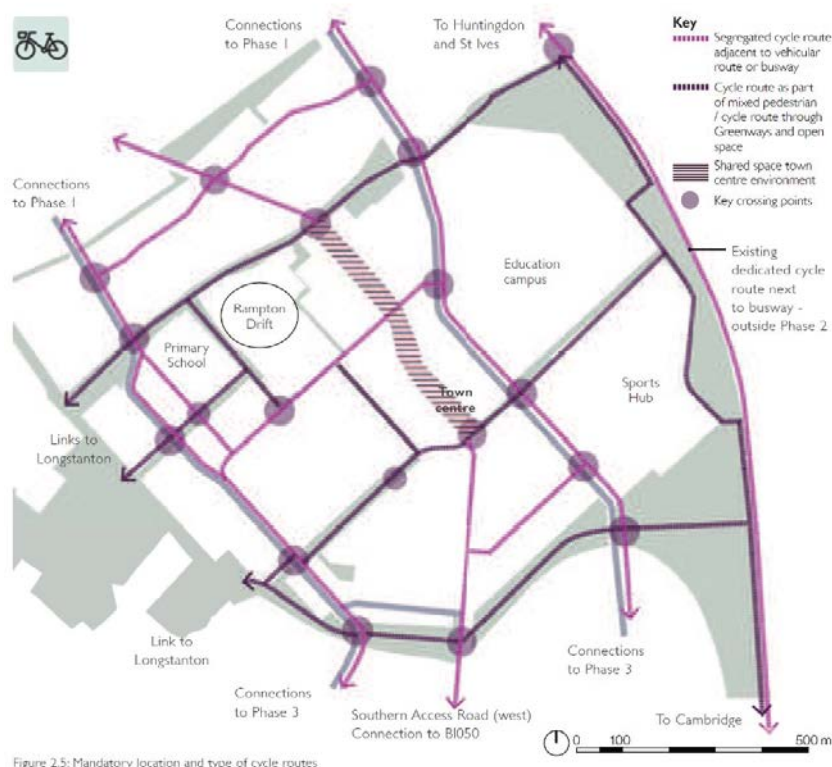 Connections
to Phase 1
To Huntingdon
and St Ives
Key
Segregated cycle route
adjacent to vehicular
route or busway
Cycle route as part
of mixed pedestrian
/ cycle route through
Greenways and open
space
Shared space town
centre environment
Key crossing points
Connections
to Phase 1
Existing
dedicated cycle
route next
to busway -
outside Phase 2
Education
campus
Rampton
Drift
Primary
School
Sports
Hub
Town
centre
Links to
Longstanton
Link to
Longstanton
Connections
to Phase 3
Connections
to Phase 3
Southern Access Road (west)
Connection to B1050
To Cambridge
0 100 500 m
Figure 2.5: Mandatory location and type of cycle routes